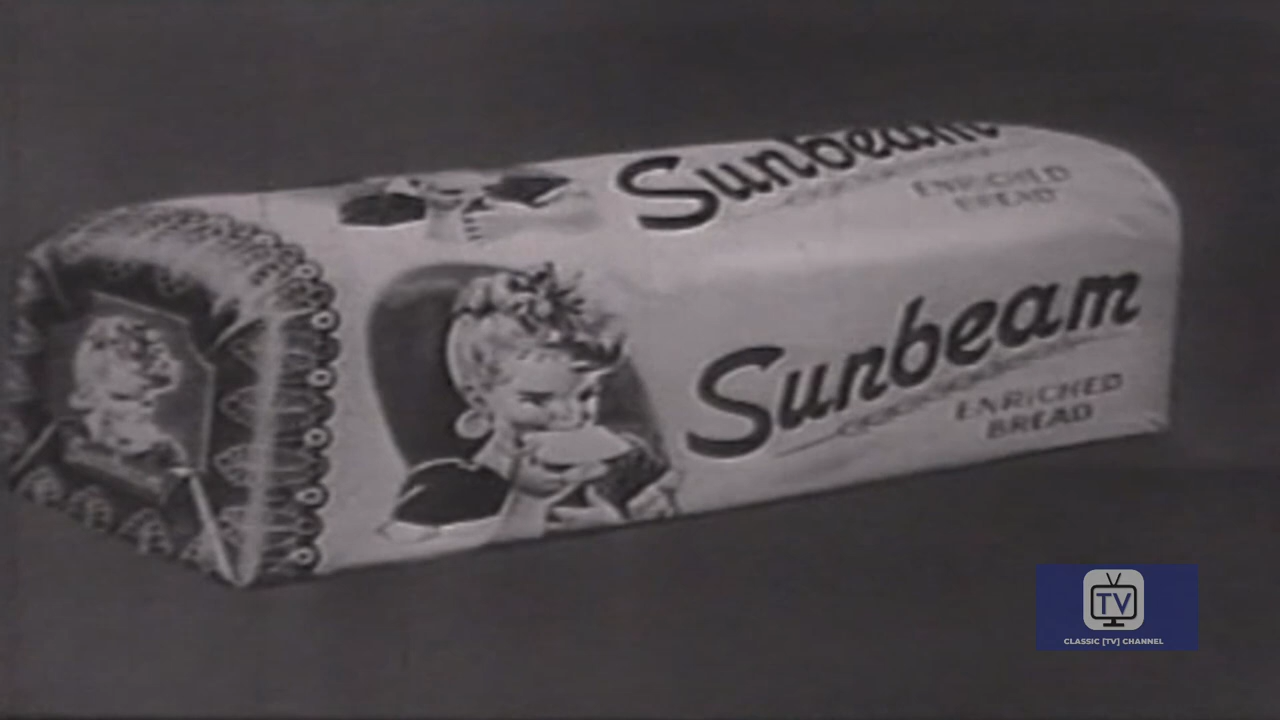 Sunbeam
ENRICHED
BREAD
Sunbeam
ENRICHED
BREAD
TV
CLASSIC [TV] CHANNEL